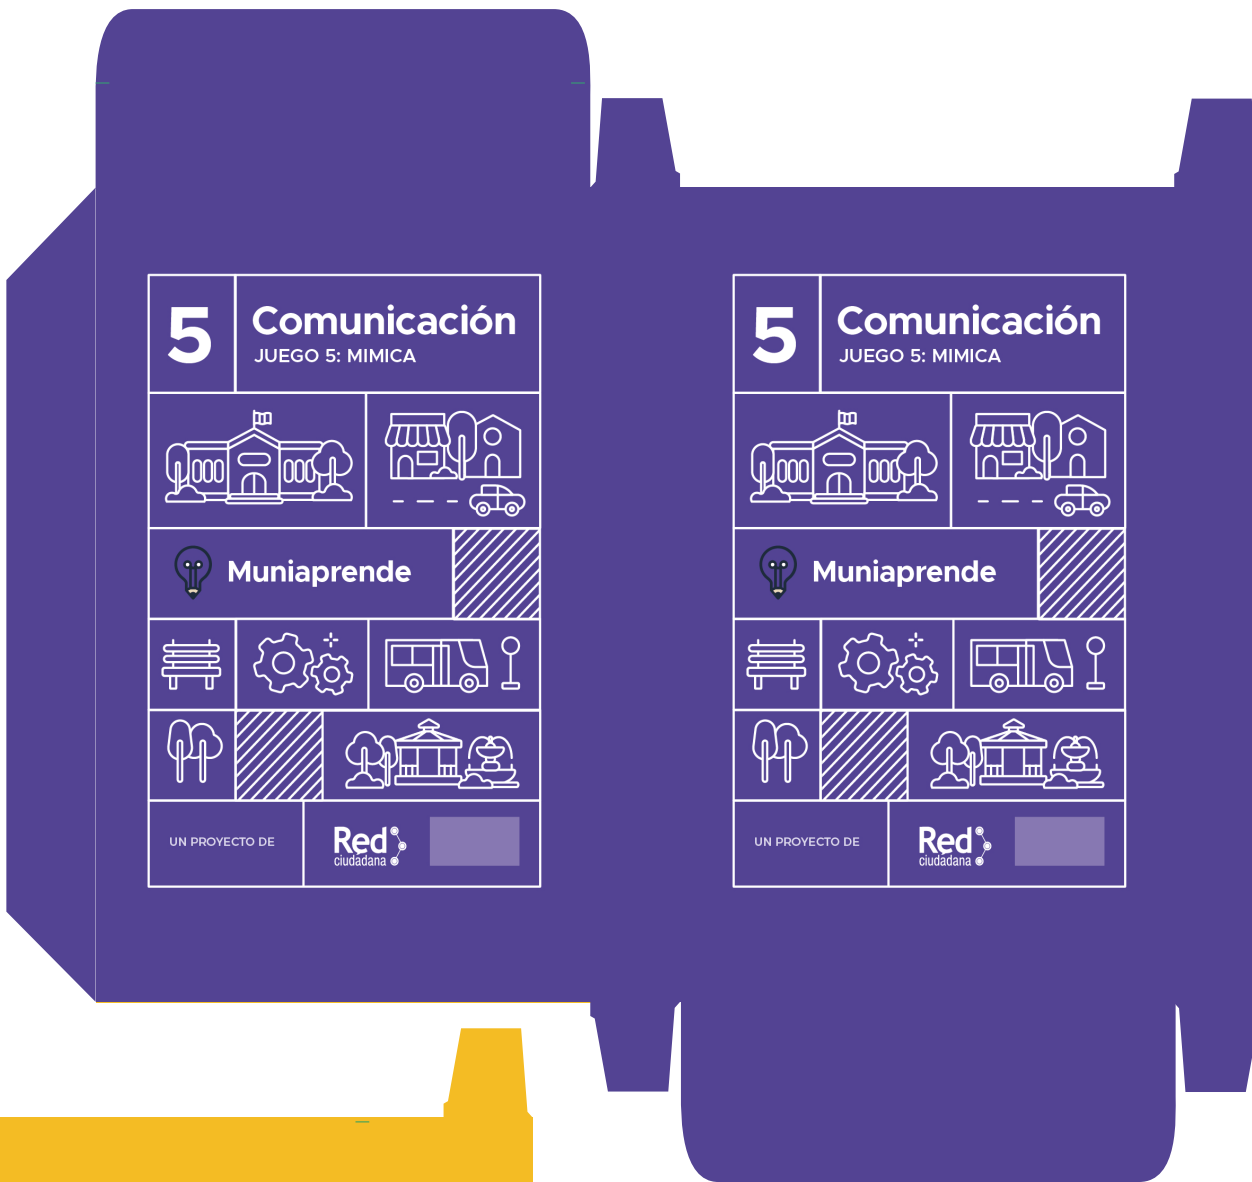 5
Comunicación
JUEGO 5: MIMICA
Muniaprende
UN PROYECTO DE
Red
ciudadana
5
Comunicación
JUEGO 5: MIMICA
Muniaprende
UN PROYECTO DE
Red
ciudadana